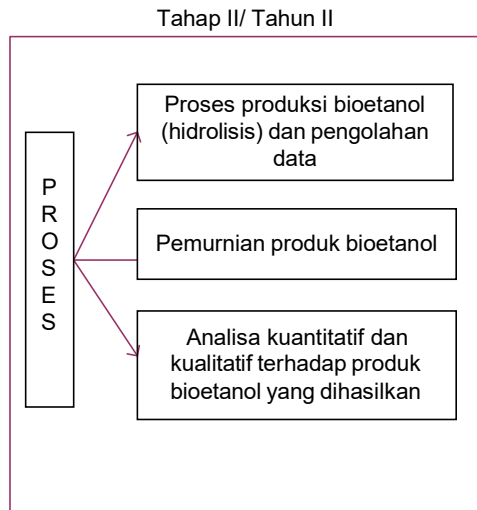 Tahap II/ Tahun II
Proses produksi bioetanol
(hidrolisis) dan pengolahan
data
P
R
O
S
E
S
Pemurnian produk bioetanol
Analisa kuantitatif dan
kualitatif terhadap produk
bioetanol yang dihasilkan